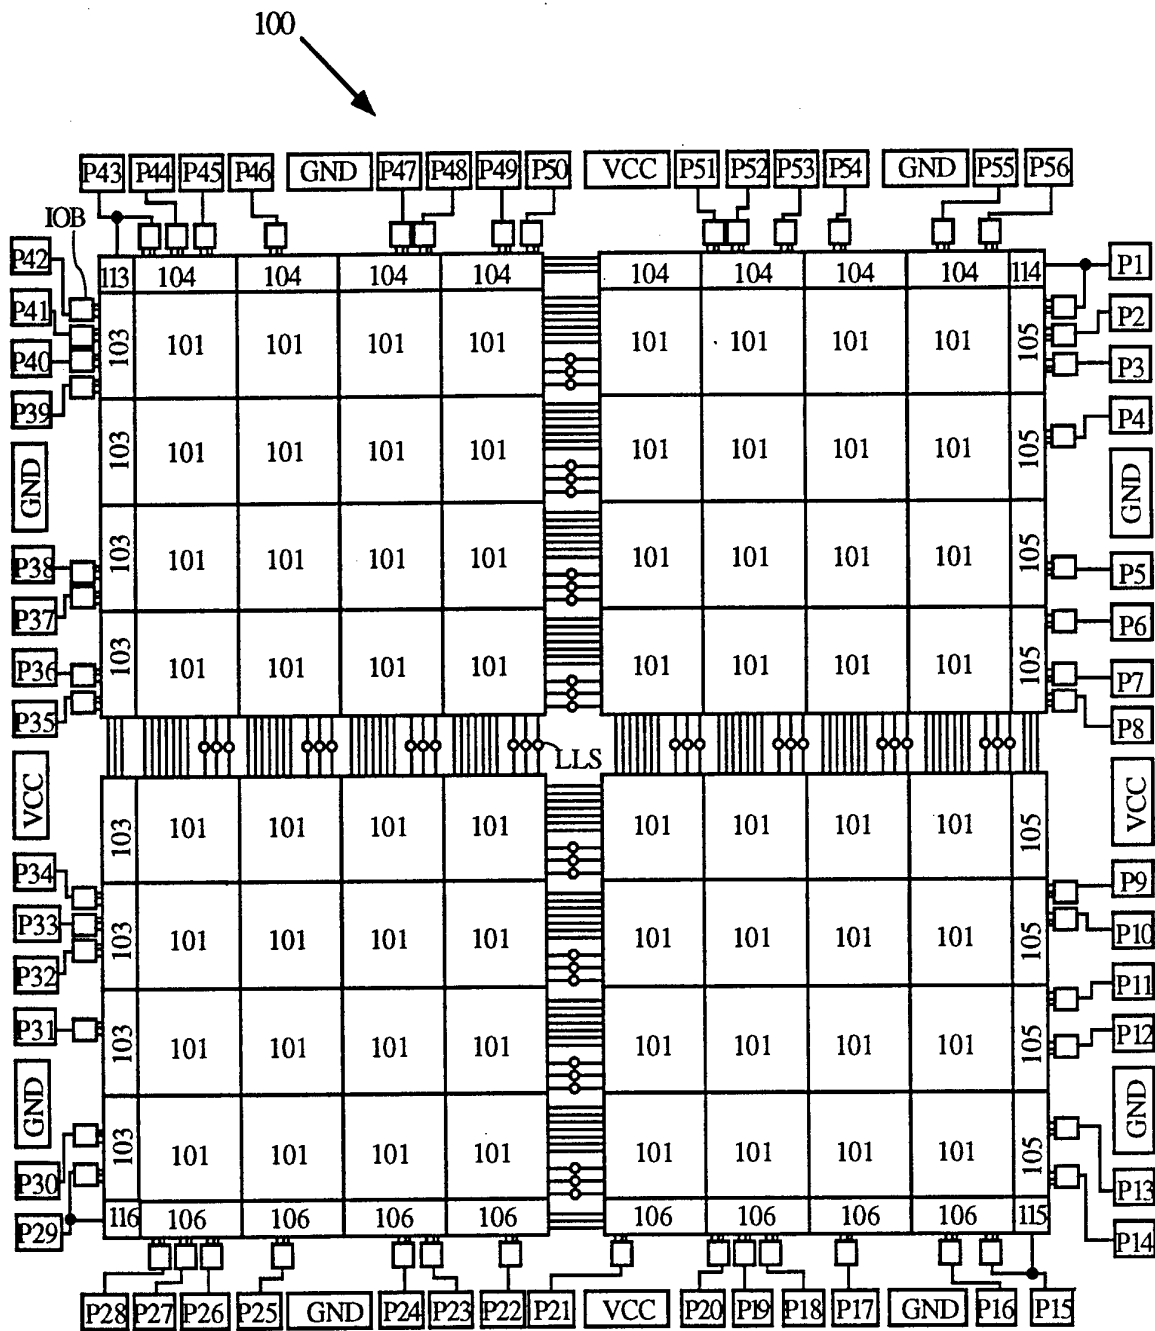 100
P43 P44 P45 P46 GND P47 P48 P49 P50 VCC P51 P52 P53 P54 GND P55 P56
IOB
P42 113 104 104 104 104 104 104 104 104 114 P1
P41 103 101 101 101 101 101 101 101 101 105 P2
P40 P3
P39 P4
103 101 101 101 101 101 101 101 101 105
GND GND
P38 103 101 101 101 101 101 101 101 101 105 P5
P37 P6
P36 103 101 101 101 101 101 101 101 101 105 P7
P35 P8
LLS
VCC VCC
103 101 101 101 101 101 101 101 101 105
P34 P9
P33 103 101 101 101 101 101 101 101 101 105 P10
P32 P11
P31 103 101 101 101 101 101 101 101 101 105 P12
GND GND
103 101 101 101 101 101 101 101 101 105
P30 P13
P29 116 106 106 106 106 106 106 106 106 115 P14
P28 P27 P26 P25 GND P24 P23 P22 P21 VCC P20 P19 P18 P17 GND P16 P15